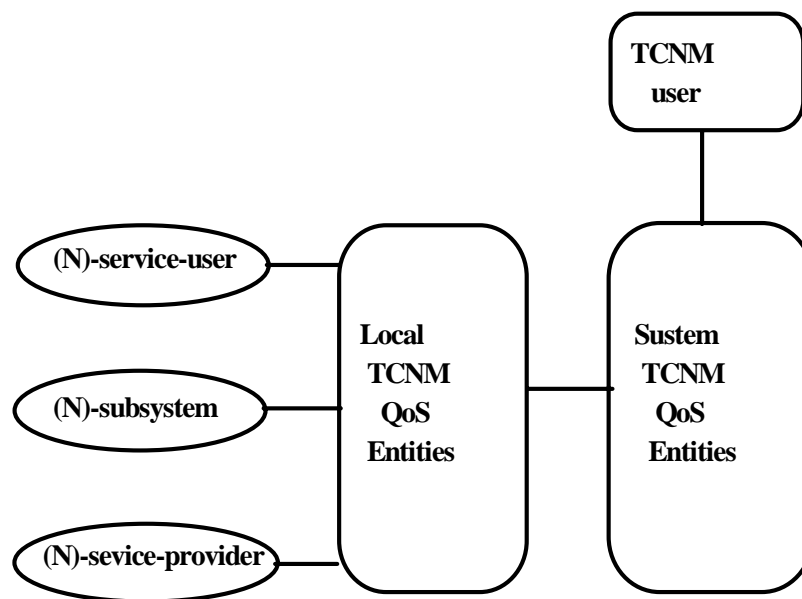 TCNM
user
(N)-service-user
(N)-subsystem
(N)-sevice-provider
Local
TCNM
QoS
Entities
Sustem
TCNM
QoS
Entities